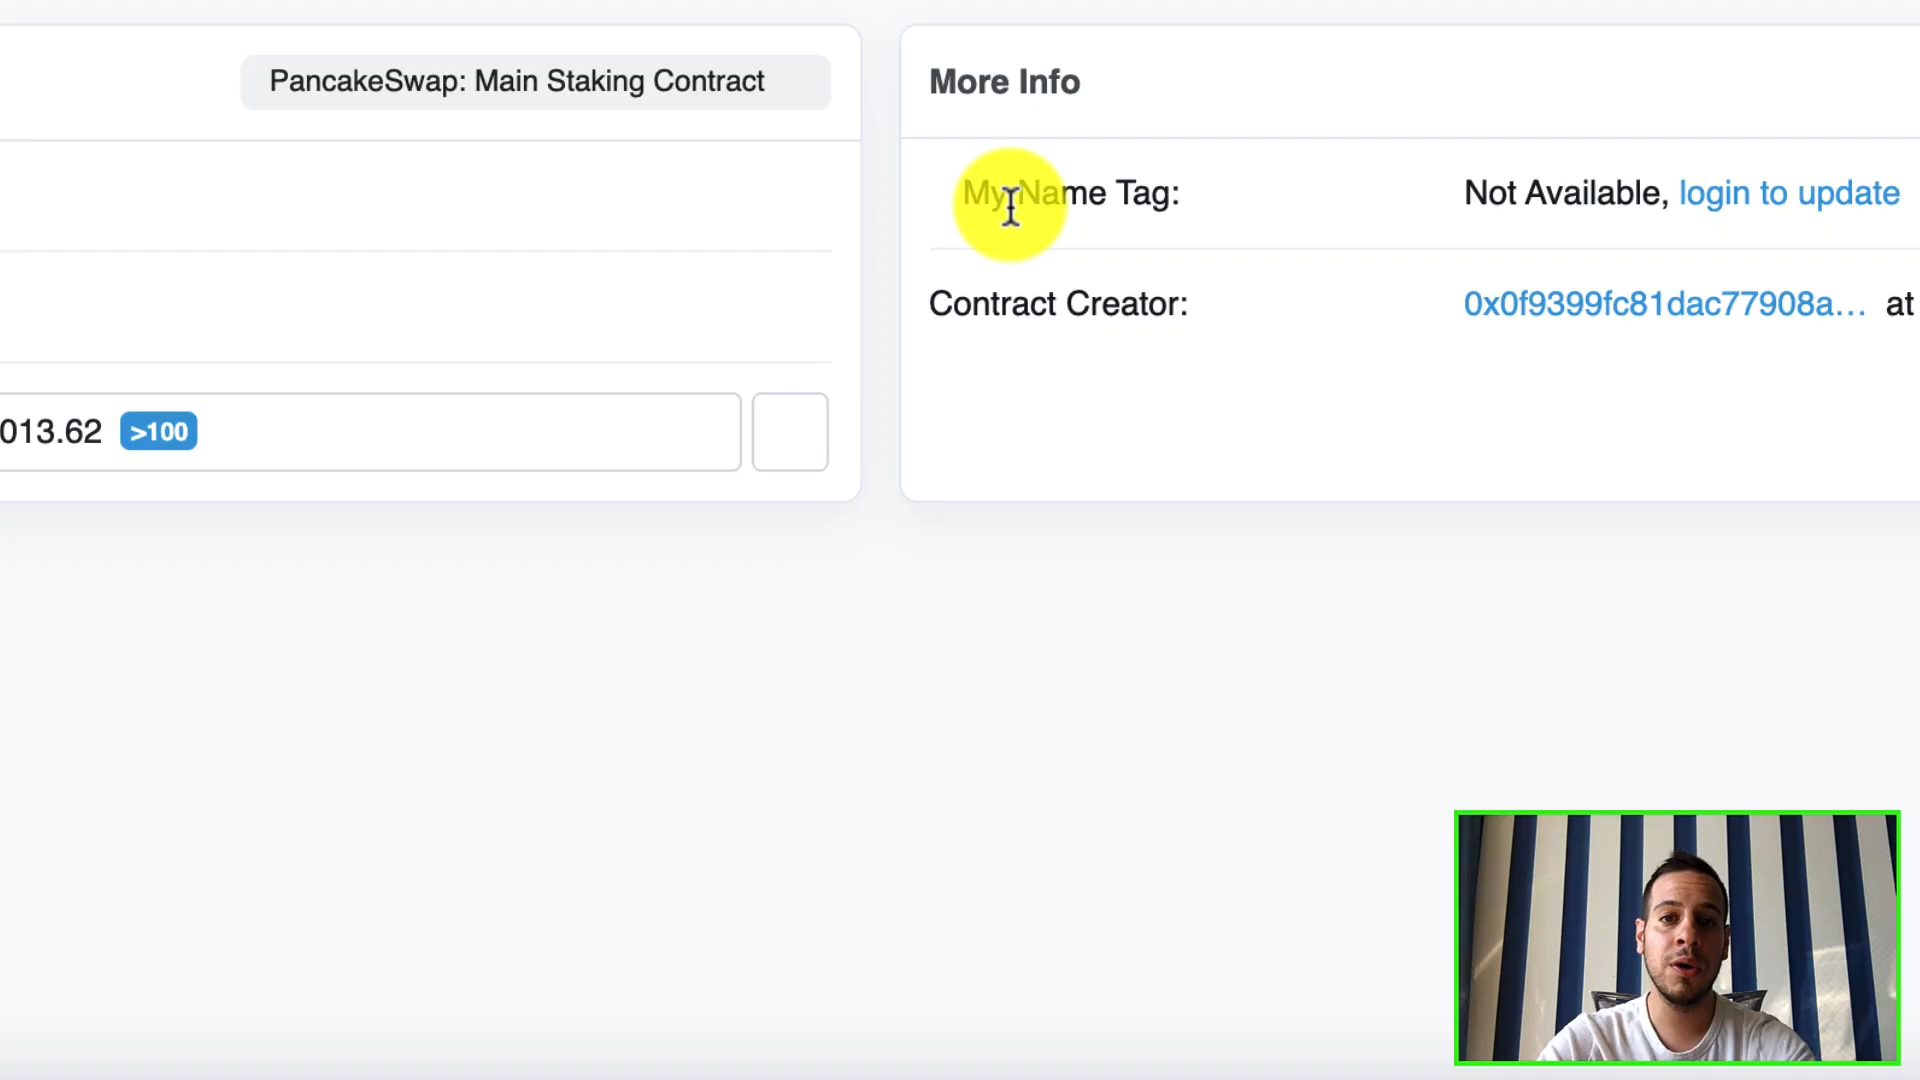 PancakeSwap: Main Staking Contract
013.62 >100
More Info
My Name Tag: Not Available, login to update
Contract Creator: 0x0f9399fc81dac77908a... at